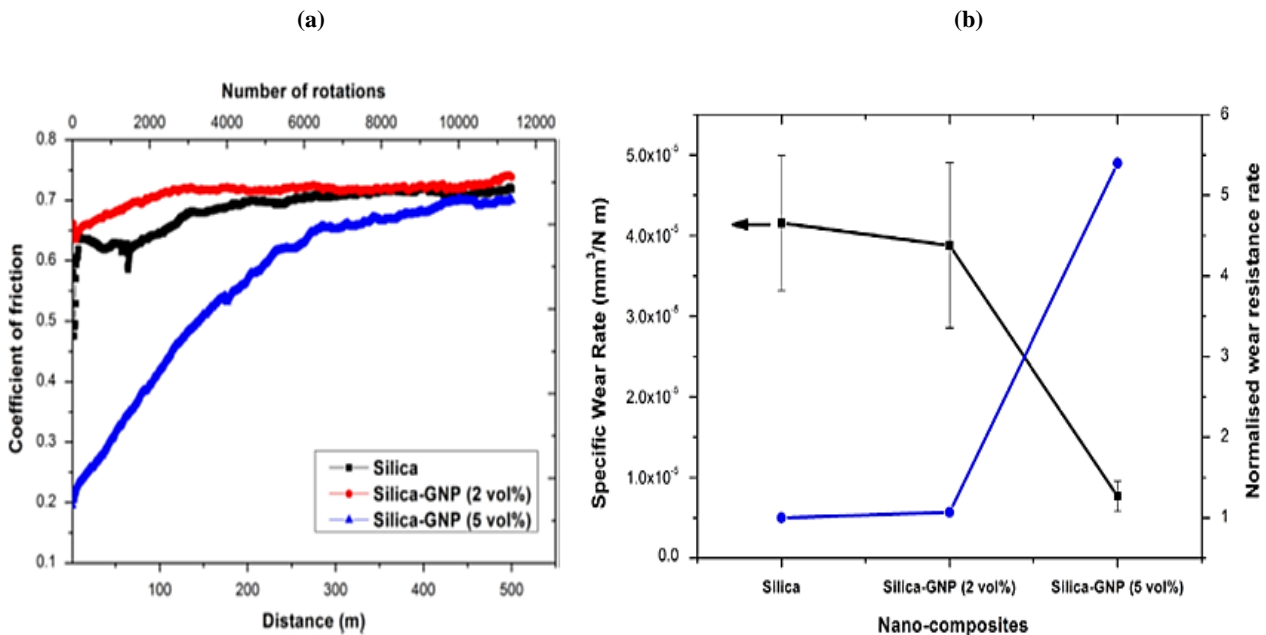 (a)
(b)
Number of rotations
0 2000 4000 6000 8000 10000 12000
0.8
0.7
0.6
0.5
0.4
0.3
0.2
0.1
Coefficient of friction
Silica
Silica-GNP (2 vol%)
Silica-GNP (5 vol%)
100 200 300 400 500
Distance (m)
Specific Wear Rate (mm³/N m)
5.0x10⁻⁵
4.0x10⁻⁵
3.0x10⁻⁵
2.0x10⁻⁵
1.0x10⁻⁵
0.0
6
5
4
3
2
1
Normalised wear resistance rate
Silica Silica-GNP (2 vol%) Silica-GNP (5 vol%)
Nano-composites